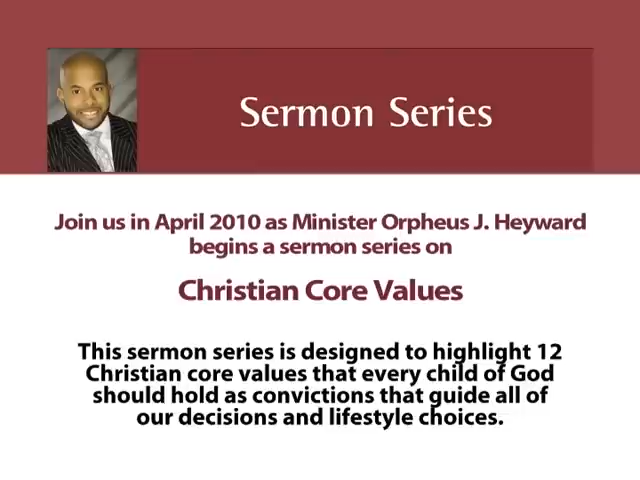 Sermon Series
Join us in April 2010 as Minister Orpheus J. Heyward
begins a sermon series on
Christian Core Values
This sermon series is designed to highlight 12
Christian core values that every child of God
should hold as convictions that guide all of
our decisions and lifestyle choices.